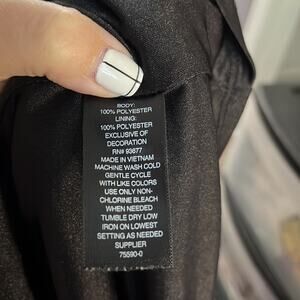 BODY:
100% POLYESTER
LINING:
100% POLYESTER
EXCLUSIVE OF
DECORATION
RN# 93677
MADE IN VIETNAM
MACHINE WASH COLD
GENTLE CYCLE
WITH LIKE COLORS
USE ONLY NON-
CHLORINE BLEACH
WHEN NEEDED
TUMBLE DRY LOW
IRON ON LOWEST
SETTING AS NEEDED
SUPPLIER
75590-0